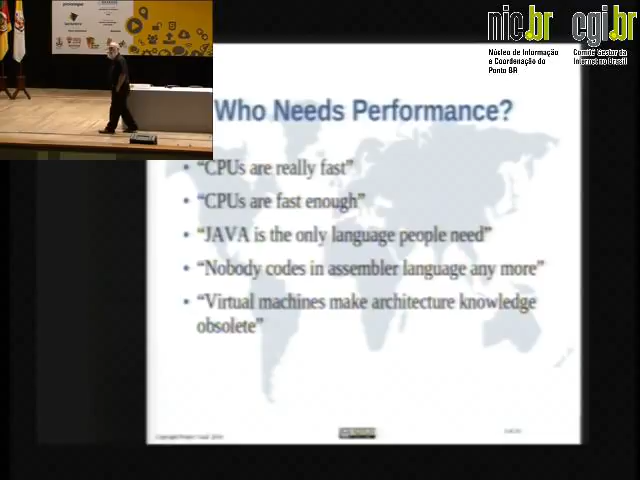 nic.br cgi.br
Núcleo de Informação
e Coordenação do
Ponto BR
Comitê Gestor da
Internet no Brasil
Who Needs Performance?
• “CPUs are really fast”
• “CPUs are fast enough”
• “JAVA is the only language people need”
• “Nobody codes in assembler language any more”
• “Virtual machines make architecture knowledge
obsolete”